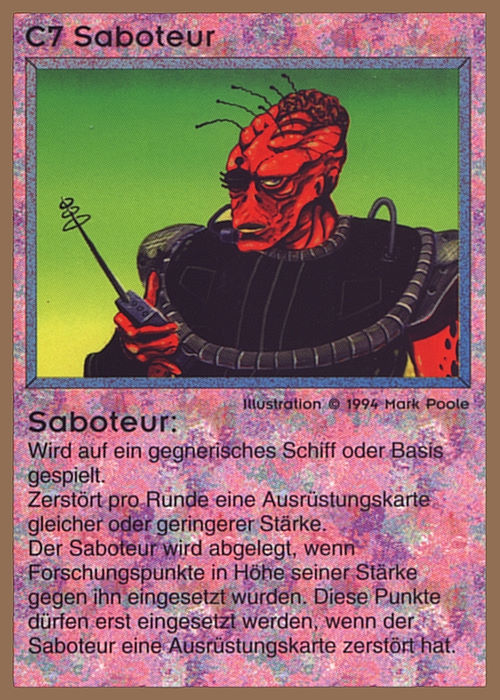 C7 Saboteur
Illustration © 1994 Mark Poole
Saboteur:
Wird auf ein gegnerisches Schiff oder Basis
gespielt.
Zerstört pro Runde eine Ausrüstungskarte
gleicher oder geringerer Stärke.
Der Saboteur wird abgelegt, wenn
Forschungspunkte in Höhe seiner Stärke
gegen ihn eingesetzt wurden. Diese Punkte
dürfen erst eingesetzt werden, wenn der
Saboteur eine Ausrüstungskarte zerstört hat.